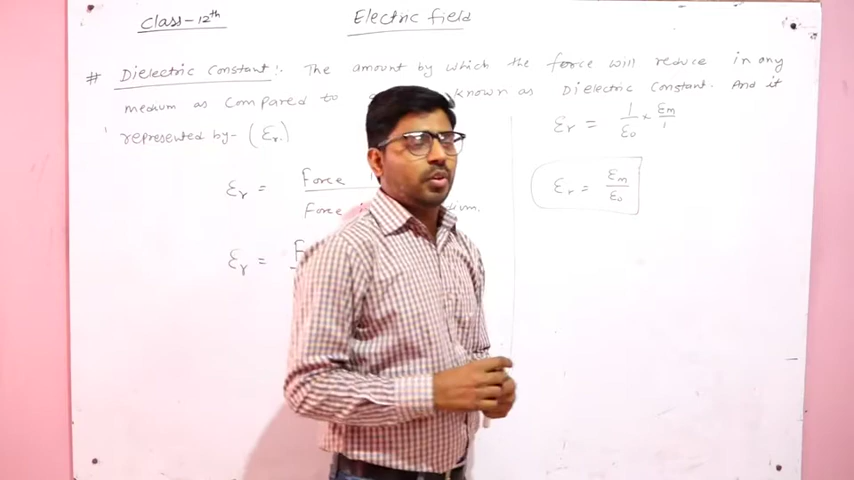 Class-12th
Electric field
# Dielectric Constant:- The amount by which the force will reduce in any
medium as compared to known as Dielectric Constant. And it
represented by- (εr)
εr = 1/ε0 × εm/1
εr = Force
Force um.
εr = εm/ε0
εr = F